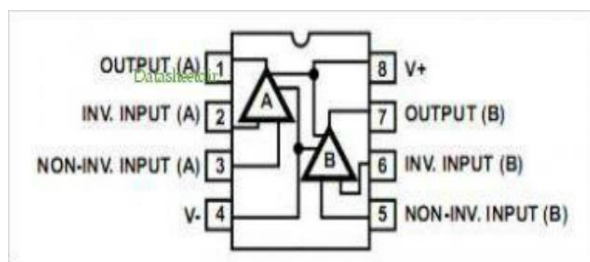 OUTPUT (A) 1
8 V+
INV. INPUT (A) 2
7 OUTPUT (B)
NON-INV. INPUT (A) 3
6 INV. INPUT (B)
V- 4
5 NON-INV. INPUT (B)
A
B